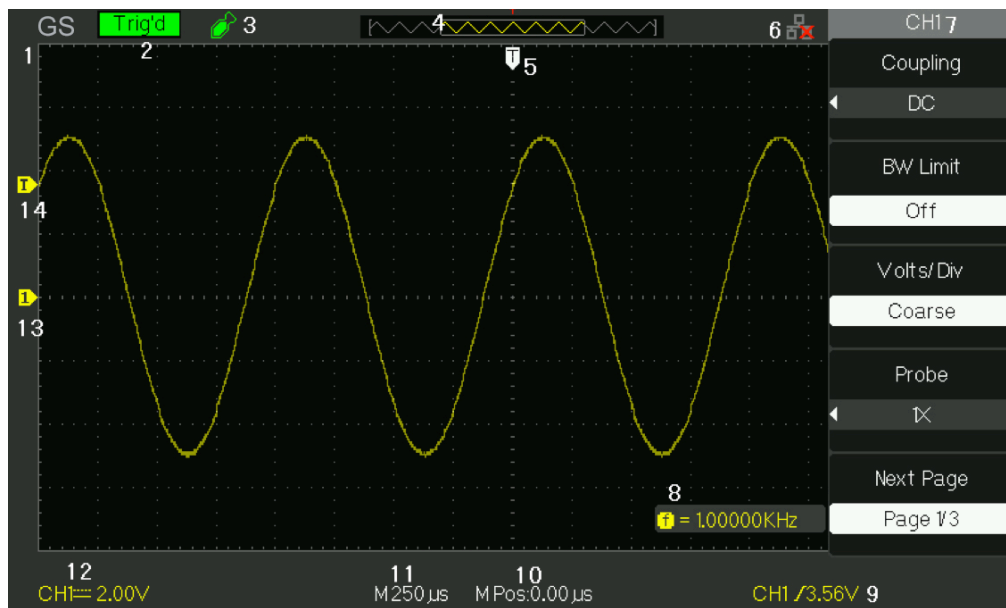 GS Trig'd 3 4 6 CH1 7
1 2 T 5
Coupling
DC
BW Limit
Off
Volts/Div
Coarse
Probe
1X
Next Page
Page 1/3
T
14
1
13
8
f = 1.00000KHz
12 11 10
CH1 2.00V M 250µs M Pos:0.00µs CH1 / 3.56V 9